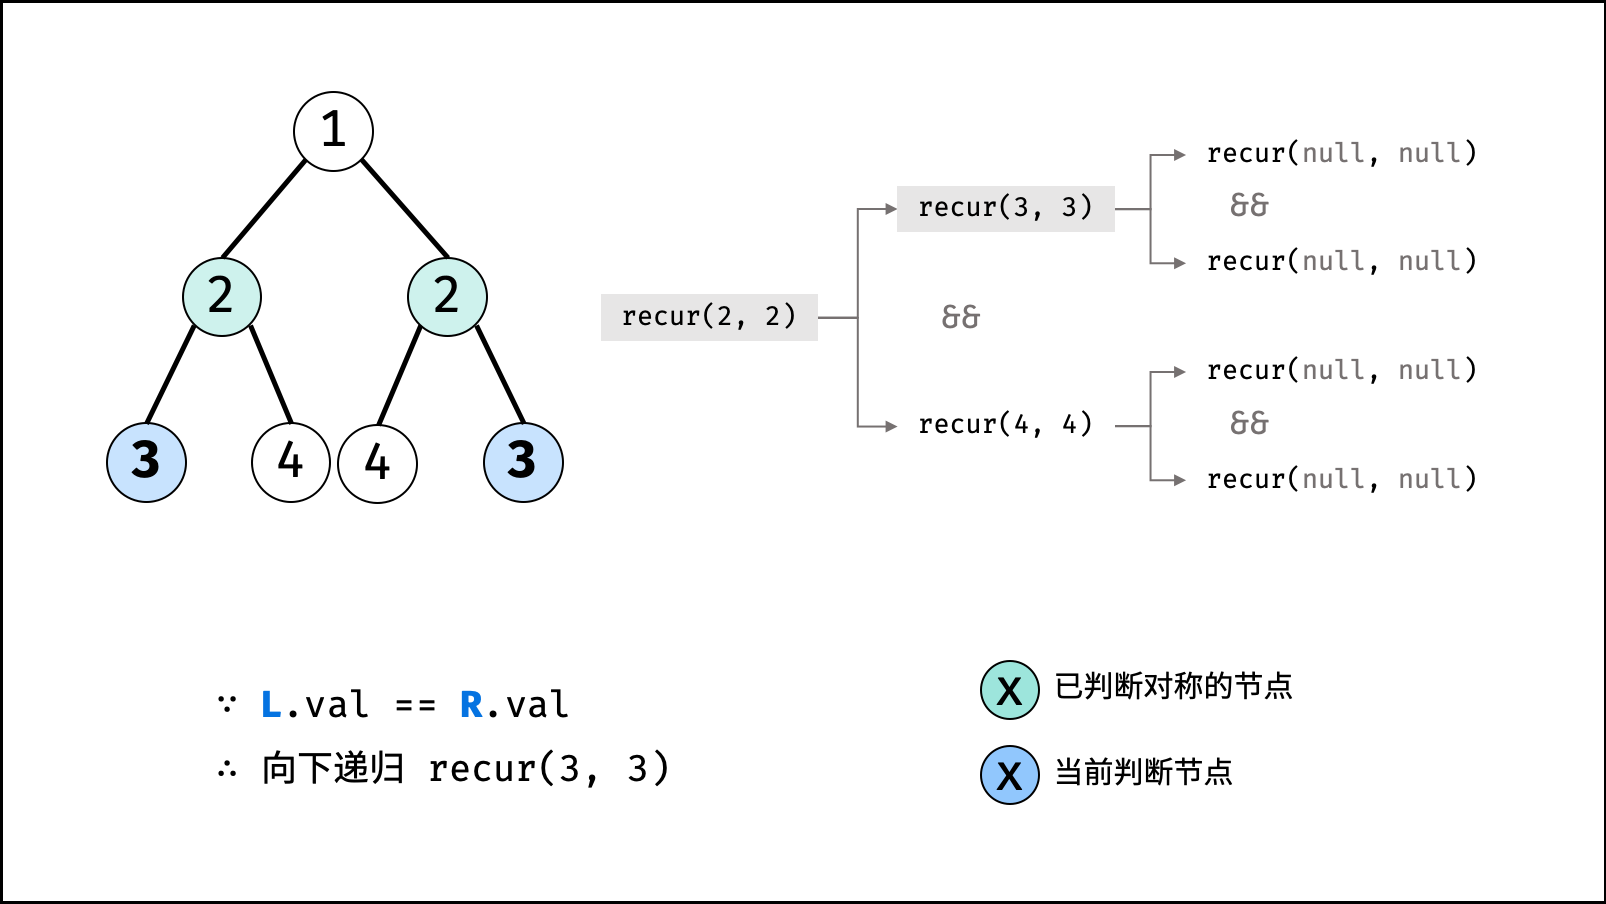 1
2 2
3 4 4 3
recur(null, null)
recur(3, 3)
&&
recur(null, null)
recur(2, 2)
&&
recur(null, null)
recur(4, 4)
&&
recur(null, null)
∵ L.val == R.val
∴ 向下递归 recur(3, 3)
X 已判断对称的节点
X 当前判断节点